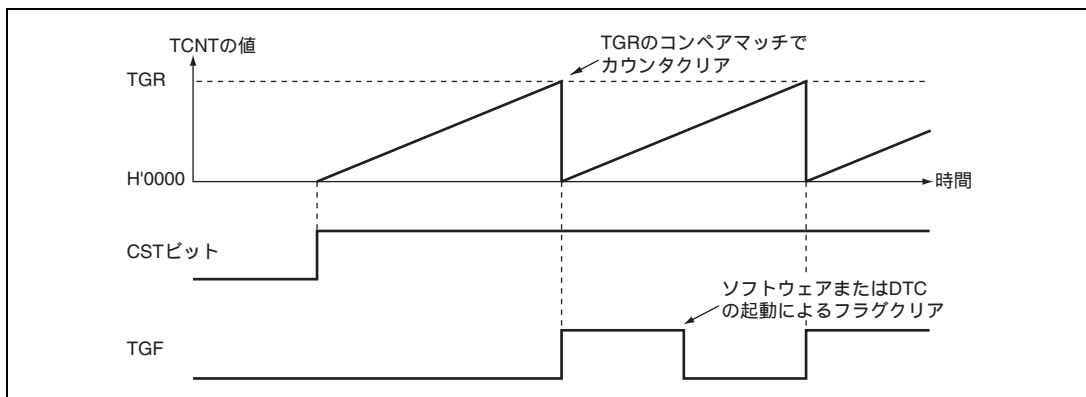 TCNTの値
TGRのコンペアマッチで
カウンタクリア
TGR
H'0000
時間
CSTビット
ソフトウェアまたはDTC
の起動によるフラグクリア
TGF